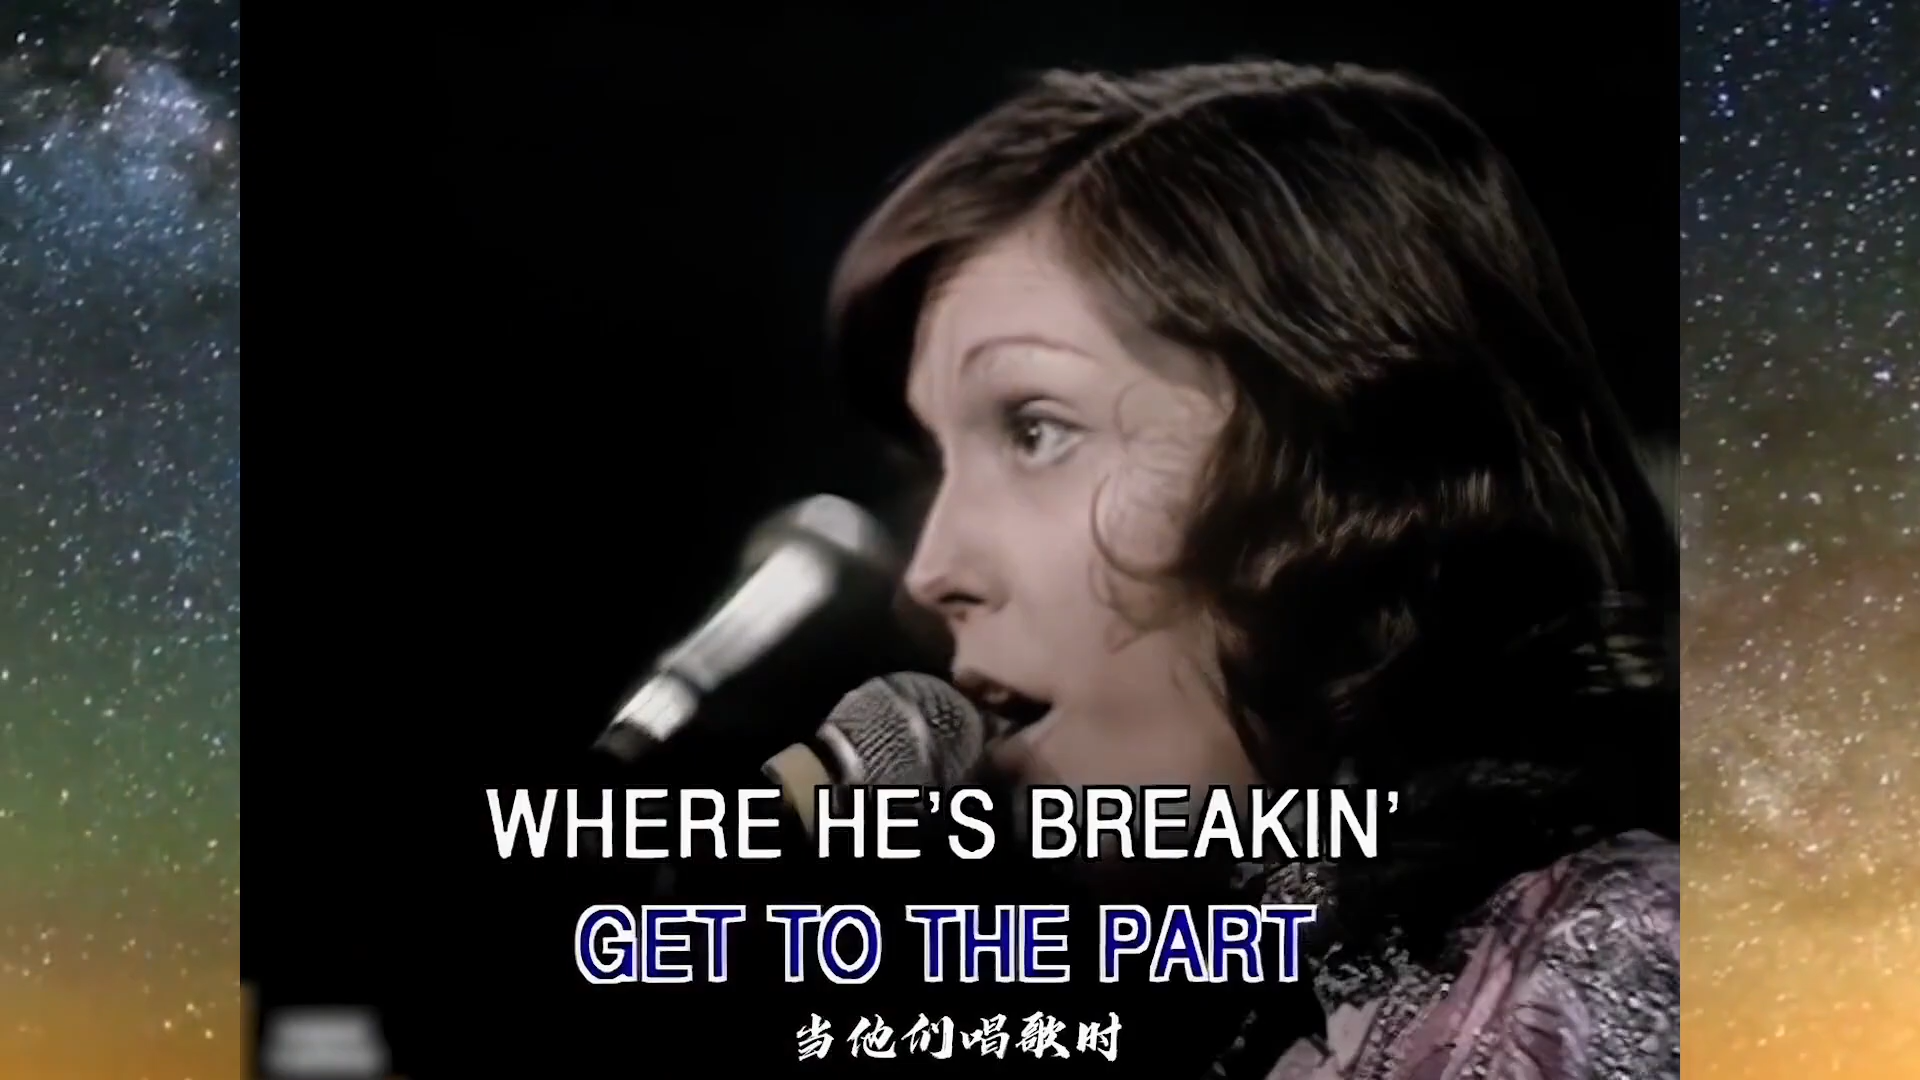 WHERE HE'S BREAKIN'
GET TO THE PART
当他们唱歌时